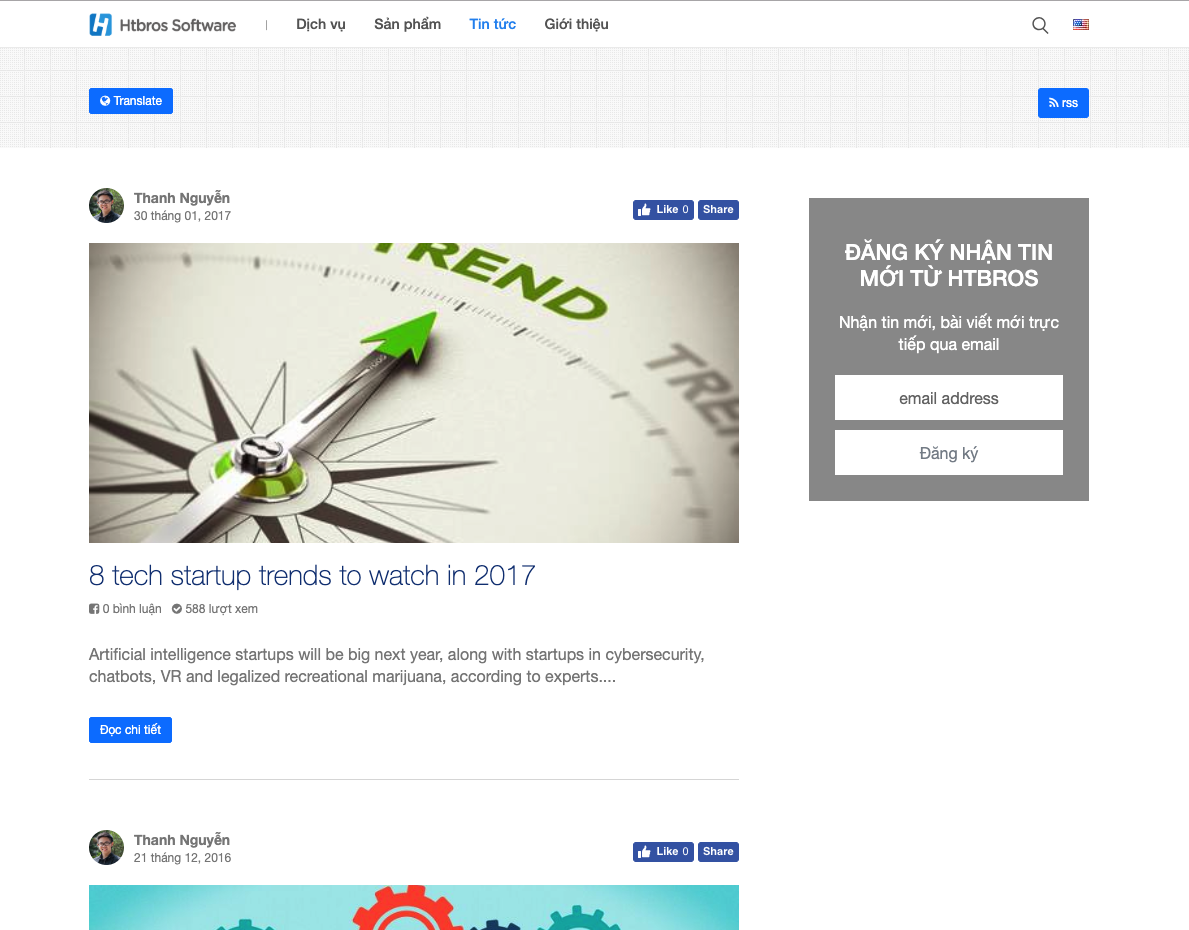 Htbros Software
Dịch vụ
Sản phẩm
Tin tức
Giới thiệu
Translate
rss
Thanh Nguyễn
30 tháng 01, 2017
Like 0
Share
TREND
8 tech startup trends to watch in 2017
0 bình luận
588 lượt xem
Artificial intelligence startups will be big next year, along with startups in cybersecurity,
chatbots, VR and legalized recreational marijuana, according to experts....
Đọc chi tiết
Thanh Nguyễn
21 tháng 12, 2016
Like 0
Share
ĐĂNG KÝ NHẬN TIN
MỚI TỪ HTBROS
Nhận tin mới, bài viết mới trực
tiếp qua email
email address
Đăng ký